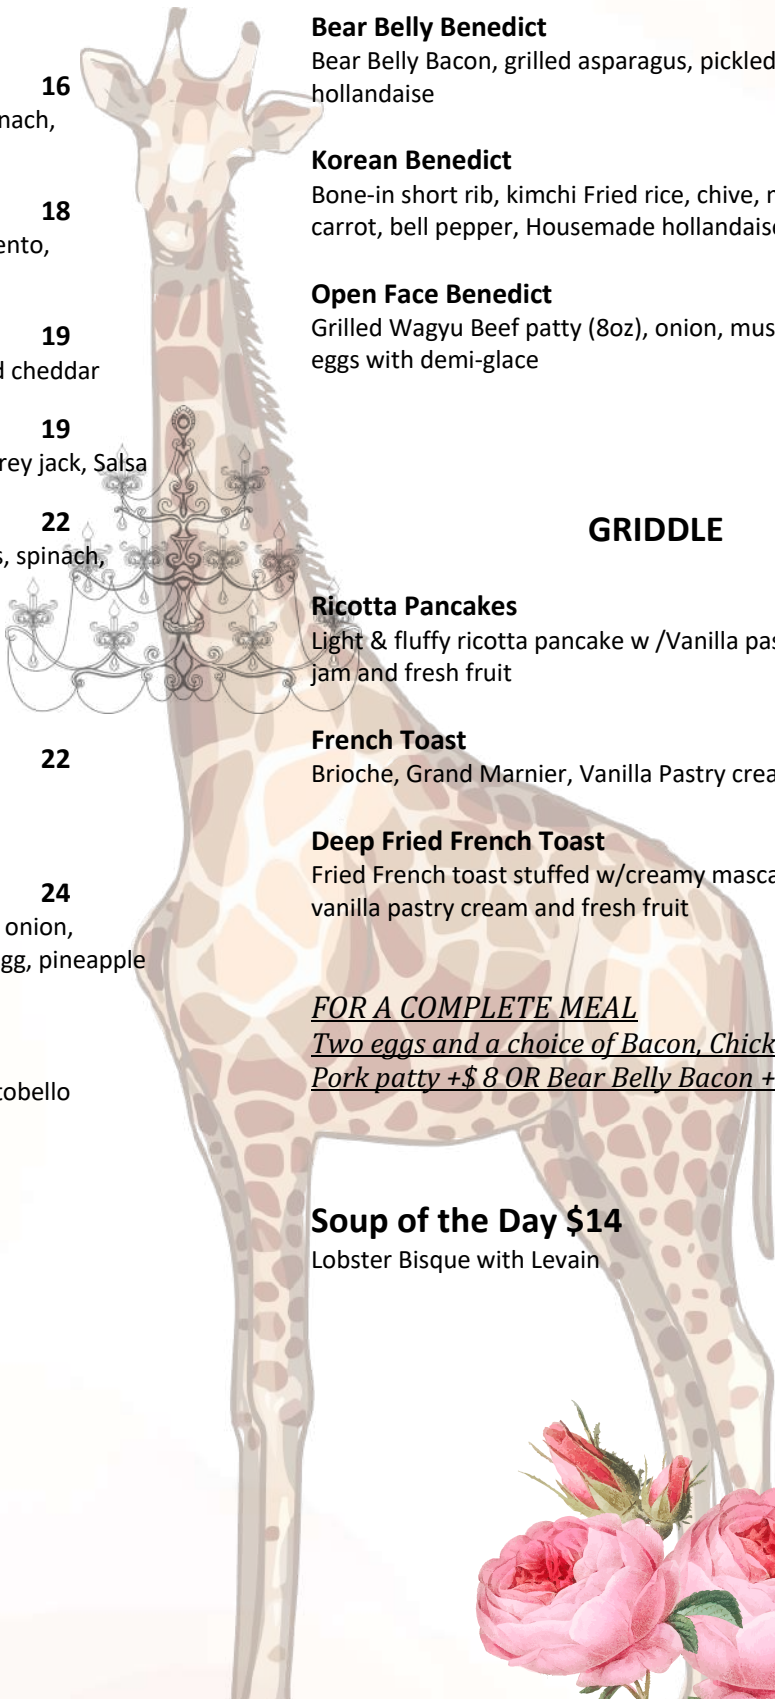 16
nach,
18
ento,
19
d cheddar
19
rey jack, Salsa
22
s, spinach,
22
24
onion,
gg, pineapple
tobello
Bear Belly Benedict
Bear Belly Bacon, grilled asparagus, pickled
hollandaise
Korean Benedict
Bone-in short rib, kimchi Fried rice, chive,
carrot, bell pepper, Housemade hollandaise
Open Face Benedict
Grilled Wagyu Beef patty (8oz), onion, mus
eggs with demi-glace
GRIDDLE
Ricotta Pancakes
Light & fluffy ricotta pancake w /Vanilla pas
jam and fresh fruit
French Toast
Brioche, Grand Marnier, Vanilla Pastry crea
Deep Fried French Toast
Fried French toast stuffed w/creamy masca
vanilla pastry cream and fresh fruit
FOR A COMPLETE MEAL
Two eggs and a choice of Bacon, Chick
Pork patty +$ 8 OR Bear Belly Bacon +
Soup of the Day $14
Lobster Bisque with Levain